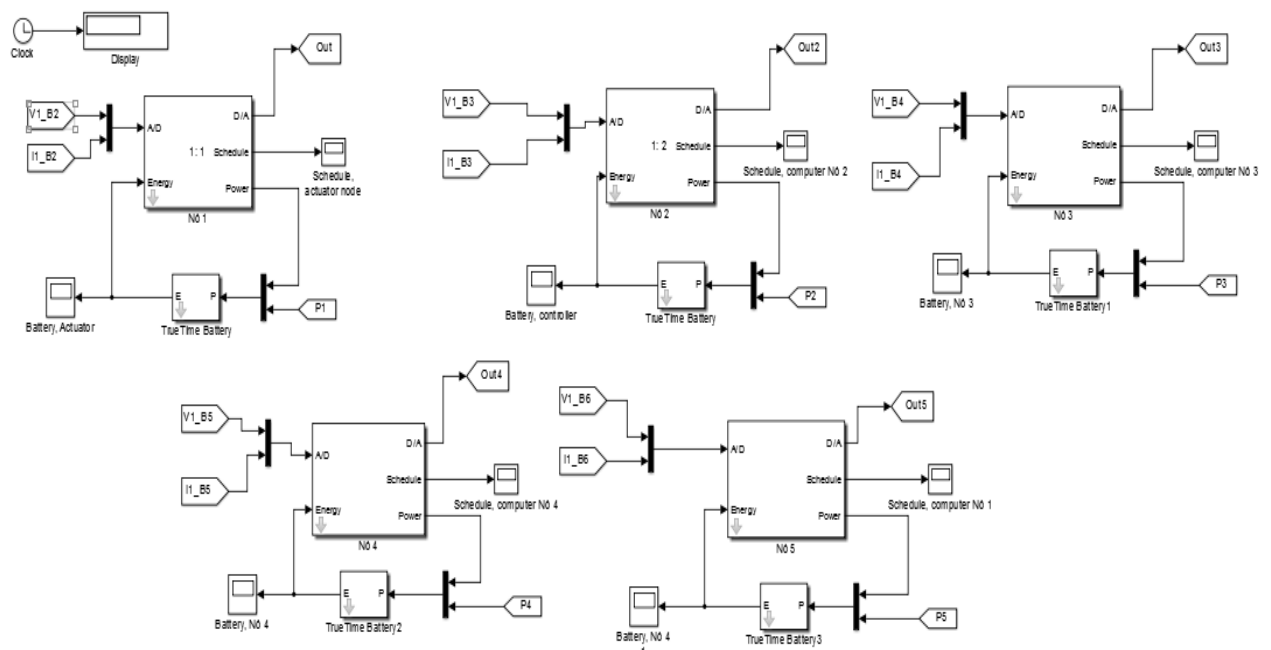 Clock
Display
Out
V1_B2
I1_B2
A/D
D/A
1: 1
Schedule
Energy
Power
Nó 1
Schedule,
actuator node
E
P
P1
Battery, Actuator
TrueTime Battery
Out2
V1_B3
I1_B3
A/D
D/A
1: 2
Schedule
Energy
Power
Nó 2
Schedule, computer Nó 2
E
P
P2
Battery, controller
TrueTime Battery
Out3
V1_B4
I1_B4
A/D
D/A
Schedule
Energy
Power
Nó 3
Schedule, computer Nó 3
E
P
P3
Battery, Nó 3
TrueTime Battery1
Out4
V1_B5
I1_B5
A/D
D/A
Schedule
Energy
Power
Nó 4
Schedule, computer Nó 4
E
P
P4
Battery, Nó 4
TrueTime Battery2
Out5
V1_B6
I1_B6
A/D
D/A
Schedule
Energy
Power
Nó 5
Schedule, computer Nó 1
E
P
P5
Battery, Nó 4
TrueTime Battery3